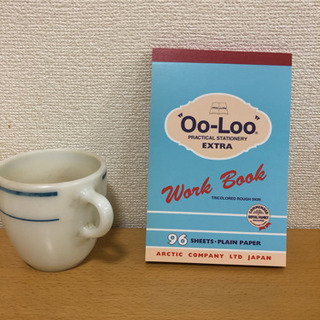 "Oo-Loo"
PRACTICAL STATIONERY
EXTRA
Work Book
TRICOLORED ROUGH SKIN
96 SHEETS·PLAIN PAPER
ARCTIC COMPANY LTD JAPAN